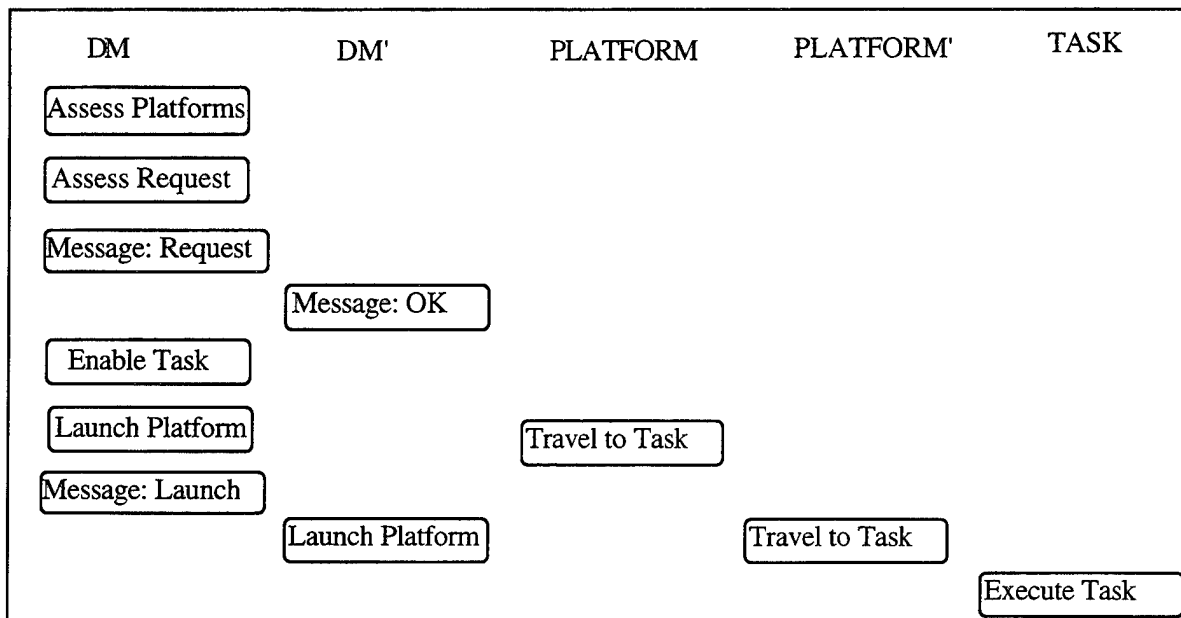 DM DM' PLATFORM PLATFORM' TASK
Assess Platforms
Assess Request
Message: Request
Message: OK
Enable Task
Launch Platform Travel to Task
Message: Launch
Launch Platform Travel to Task
Execute Task